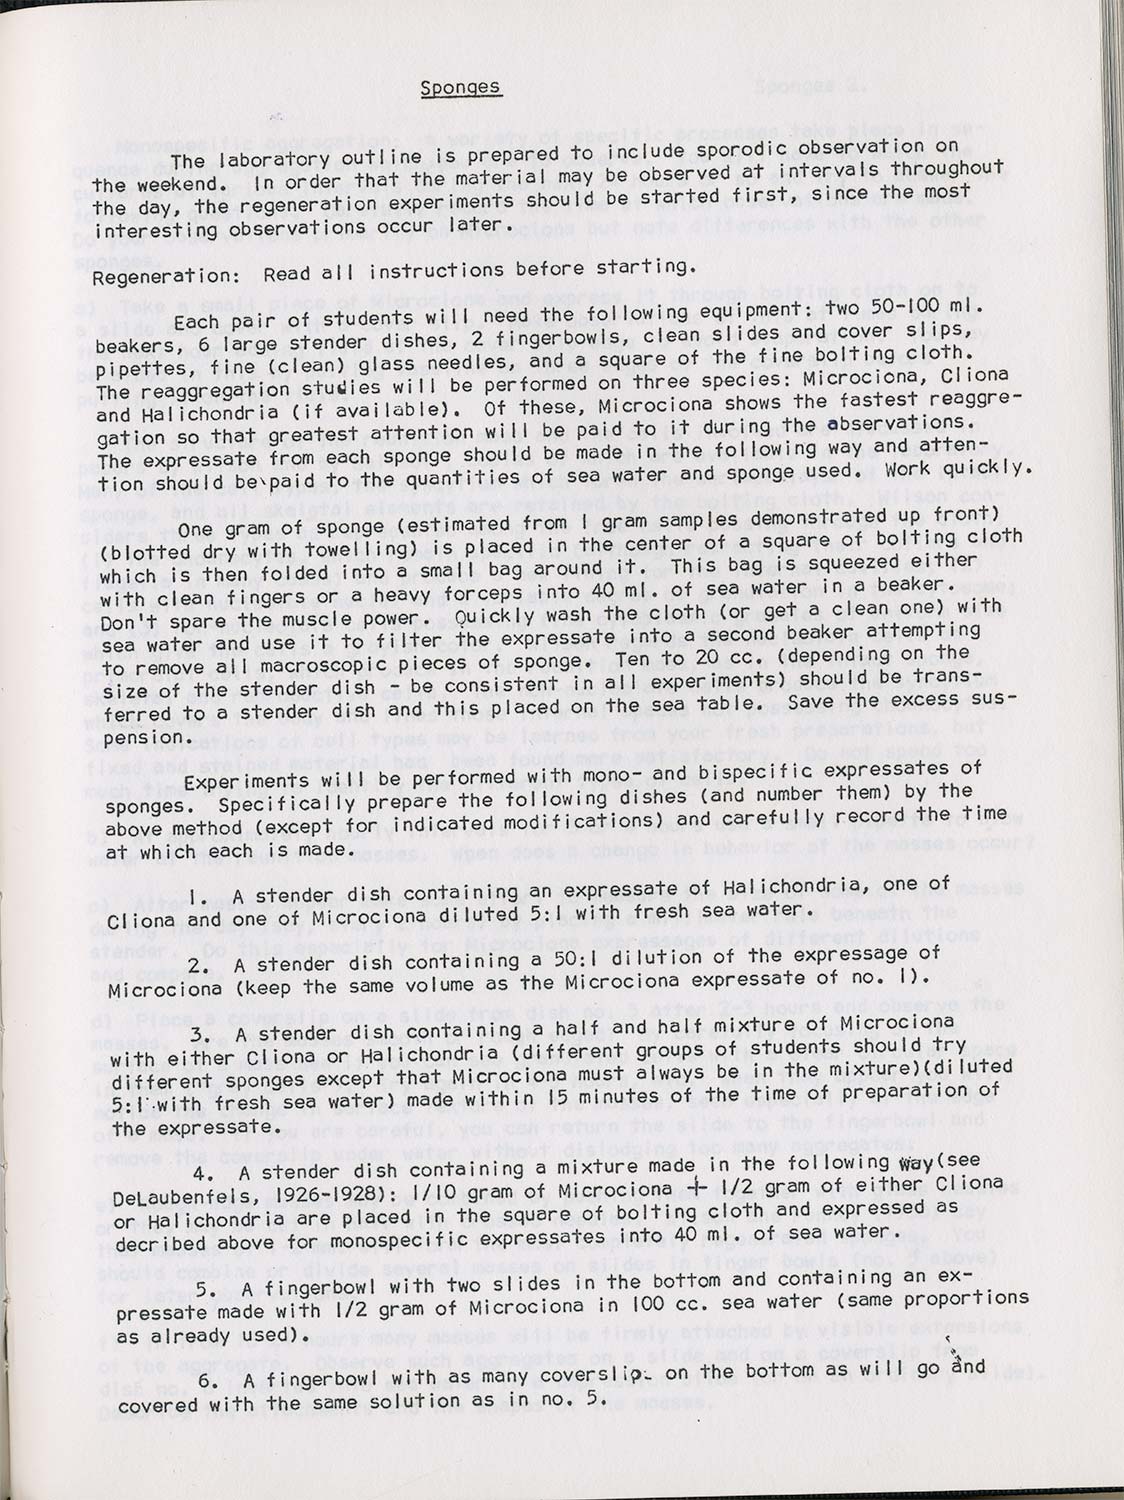 Sponges
The laboratory outline is prepared to include sporodic observation on
the weekend. In order that the material may be observed at intervals throughout
the day, the regeneration experiments should be started first, since the most
interesting observations occur later.
Regeneration: Read all instructions before starting.
Each pair of students will need the following equipment: two 50-100 ml.
beakers, 6 large stender dishes, 2 fingerbowls, clean slides and cover slips,
pipettes, fine (clean) glass needles, and a square of the fine bolting cloth.
The reaggregation studies will be performed on three species: Microciona, Cliona
and Halichondria (if available). Of these, Microciona shows the fastest reaggre-
gation so that greatest attention will be paid to it during the observations.
The expressate from each sponge should be made in the following way and atten-
tion should be paid to the quantities of sea water and sponge used. Work quickly.
One gram of sponge (estimated from 1 gram samples demonstrated up front)
(blotted dry with towelling) is placed in the center of a square of bolting cloth
which is then folded into a small bag around it. This bag is squeezed either
with clean fingers or a heavy forceps into 40 ml. of sea water in a beaker.
Don't spare the muscle power. Quickly wash the cloth (or get a clean one) with
sea water and use it to filter the expressate into a second beaker attempting
to remove all macroscopic pieces of sponge. Ten to 20 cc. (depending on the
size of the stender dish - be consistent in all experiments) should be trans-
ferred to a stender dish and this placed on the sea table. Save the excess sus-
pension.
Experiments will be performed with mono- and bispecific expressates of
sponges. Specifically prepare the following dishes (and number them) by the
above method (except for indicated modifications) and carefully record the time
at which each is made.
1. A stender dish containing an expressate of Halichondria, one of
Cliona and one of Microciona diluted 5:1 with fresh sea water.
2. A stender dish containing a 50:1 dilution of the expressage of
Microciona (keep the same volume as the Microciona expressate of no. 1).
3. A stender dish containing a half and half mixture of Microciona
with either Cliona or Halichondria (different groups of students should try
different sponges except that Microciona must always be in the mixture)(diluted
5:1 with fresh sea water) made within 15 minutes of the time of preparation of
the expressate.
4. A stender dish containing a mixture made in the following way(see
DeLaubenfels, 1926-1928): 1/10 gram of Microciona + 1/2 gram of either Cliona
or Halichondria are placed in the square of bolting cloth and expressed as
decribed above for monospecific expressates into 40 ml. of sea water.
5. A fingerbowl with two slides in the bottom and containing an ex-
pressate made with 1/2 gram of Microciona in 100 cc. sea water (same proportions
as already used).
6. A fingerbowl with as many coverslip- on the bottom as will go and
covered with the same solution as in no. 5.